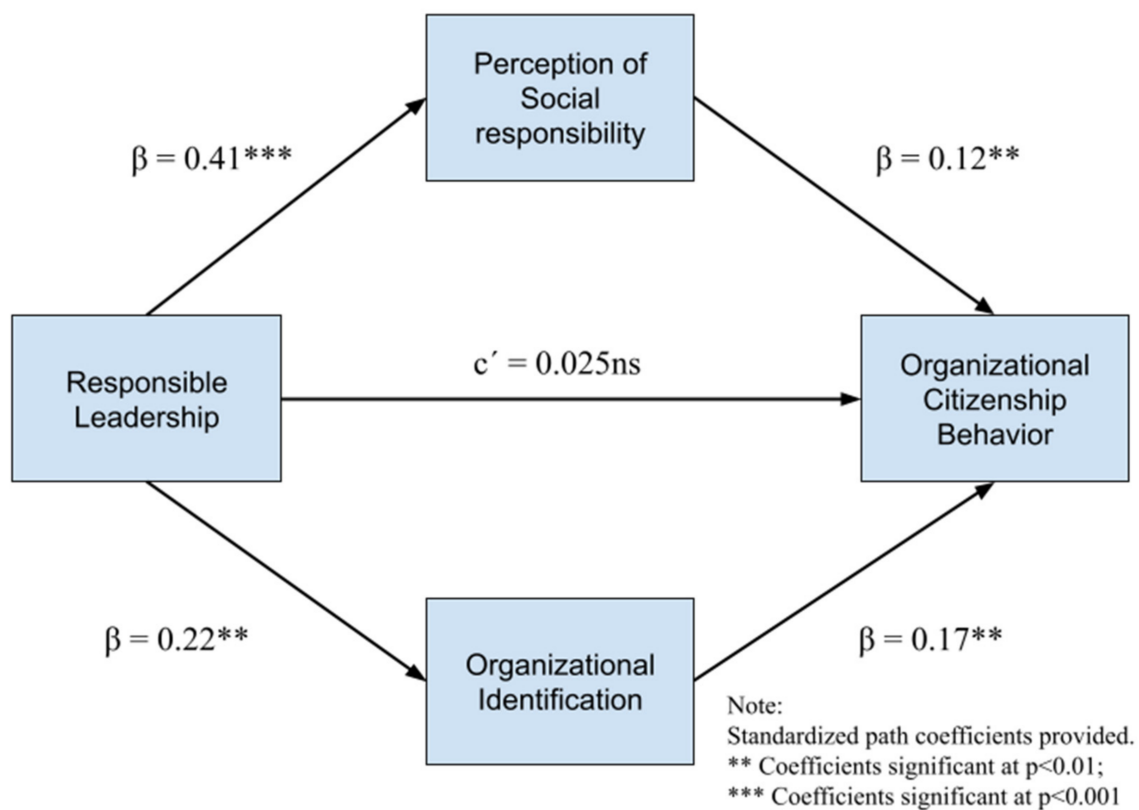 Perception of
Social
responsibility
β = 0.41***
β = 0.12**
Responsible
Leadership
c´ = 0.025ns
Organizational
Citizenship
Behavior
β = 0.22**
Organizational
Identification
β = 0.17**
Note:
Standardized path coefficients provided.
** Coefficients significant at p<0.01;
*** Coefficients significant at p<0.001